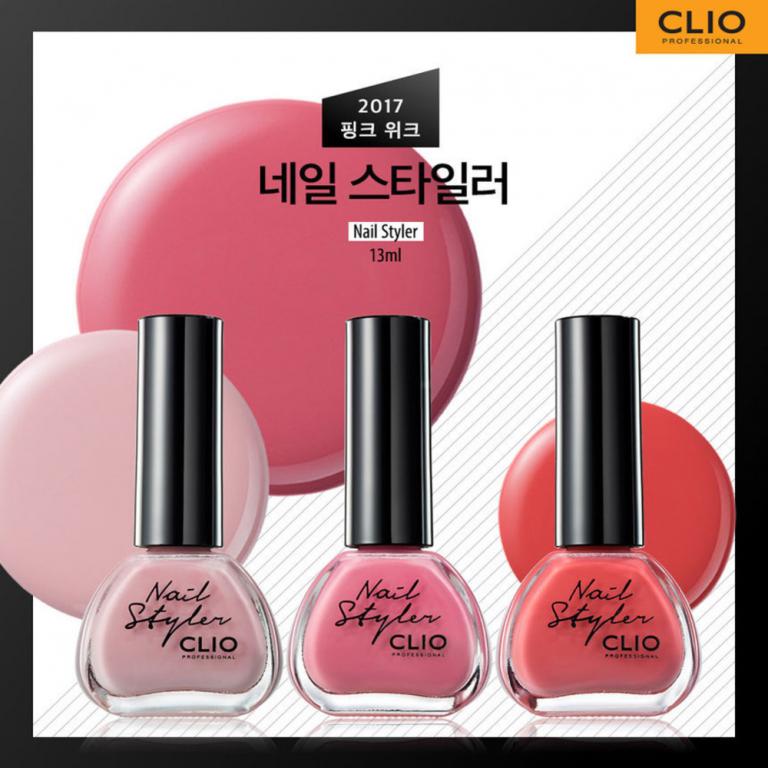 CLIO
PROFESSIONAL
2017
핑크 위크
네일 스타일러
Nail Styler
13ml
Nail
Styler
CLIO
PROFESSIONAL
Nail
Styler
CLIO
PROFESSIONAL
Nail
Styler
CLIO
PROFESSIONAL